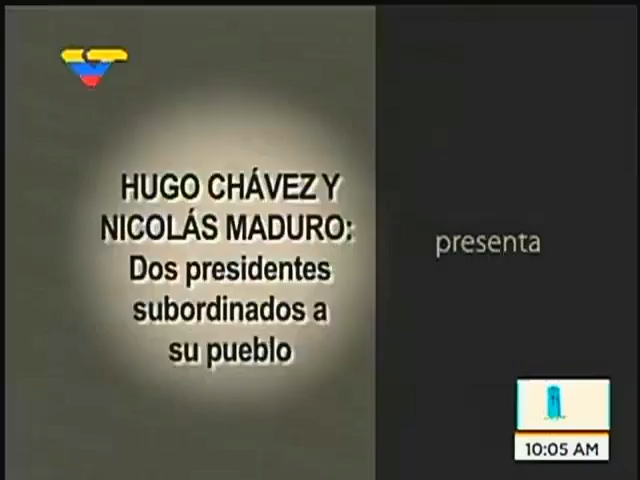 HUGO CHÁVEZ Y
NICOLÁS MADURO:
Dos presidentes
subordinados a
su pueblo
presenta
10:05 AM